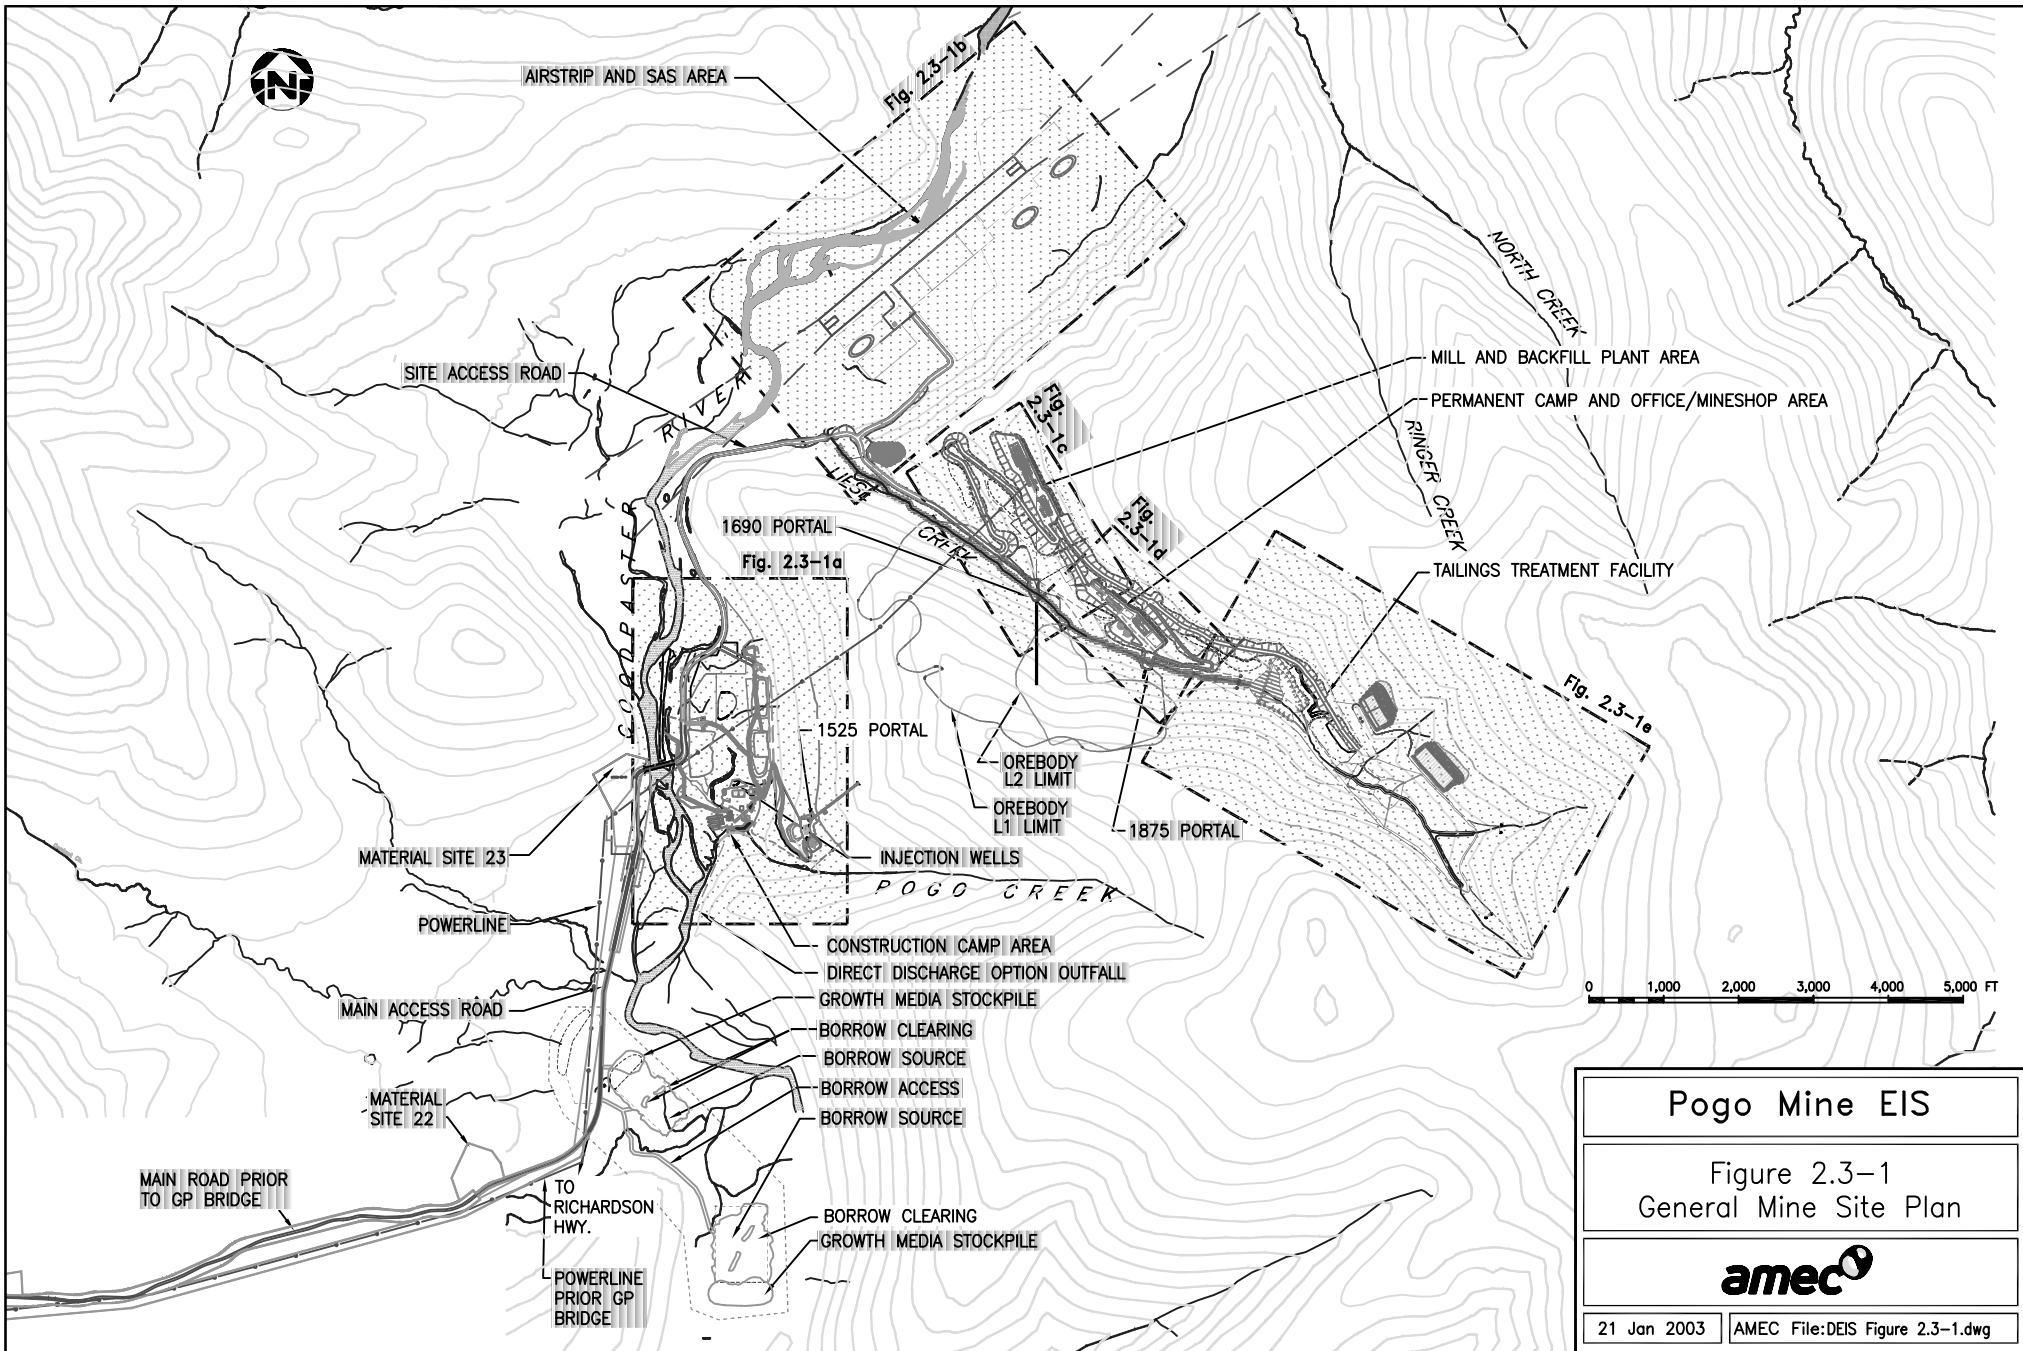 N
AIRSTRIP AND SAS AREA
Fig. 2.3-1b
NORTH CREEK
RINGER CREEK
SITE ACCESS ROAD
RIVER
GOODPASTER
MILL AND BACKFILL PLANT AREA
PERMANENT CAMP AND OFFICE/MINESHOP AREA
Fig.
2.3-1c
LIESE
CREEK
1690 PORTAL
Fig.
2.3-1d
Fig. 2.3-1a
TAILINGS TREATMENT FACILITY
Fig. 2.3-1e
1525 PORTAL
OREBODY
L2 LIMIT
OREBODY
L1 LIMIT
1875 PORTAL
MATERIAL SITE 23
INJECTION WELLS
POGO CREEK
POWERLINE
CONSTRUCTION CAMP AREA
DIRECT DISCHARGE OPTION OUTFALL
GROWTH MEDIA STOCKPILE
MAIN ACCESS ROAD
BORROW CLEARING
BORROW SOURCE
BORROW ACCESS
BORROW SOURCE
MATERIAL
SITE 22
MAIN ROAD PRIOR
TO GP BRIDGE
TO
RICHARDSON
HWY.
BORROW CLEARING
GROWTH MEDIA STOCKPILE
POWERLINE
PRIOR GP
BRIDGE
0 1,000 2,000 3,000 4,000 5,000 FT
Pogo Mine EIS
Figure 2.3-1
General Mine Site Plan
amec
21 Jan 2003
AMEC File:DEIS Figure 2.3-1.dwg